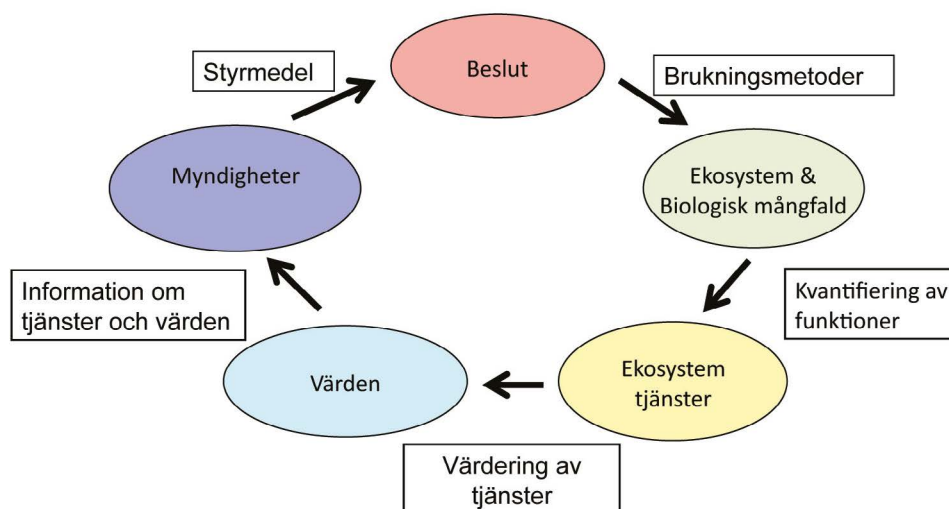 Beslut
Brukningsmetoder
Ekosystem &
Biologisk mångfald
Kvantifiering av
funktioner
Ekosystem
tjänster
Värdering av
tjänster
Värden
Information om
tjänster och värden
Myndigheter
Styrmedel